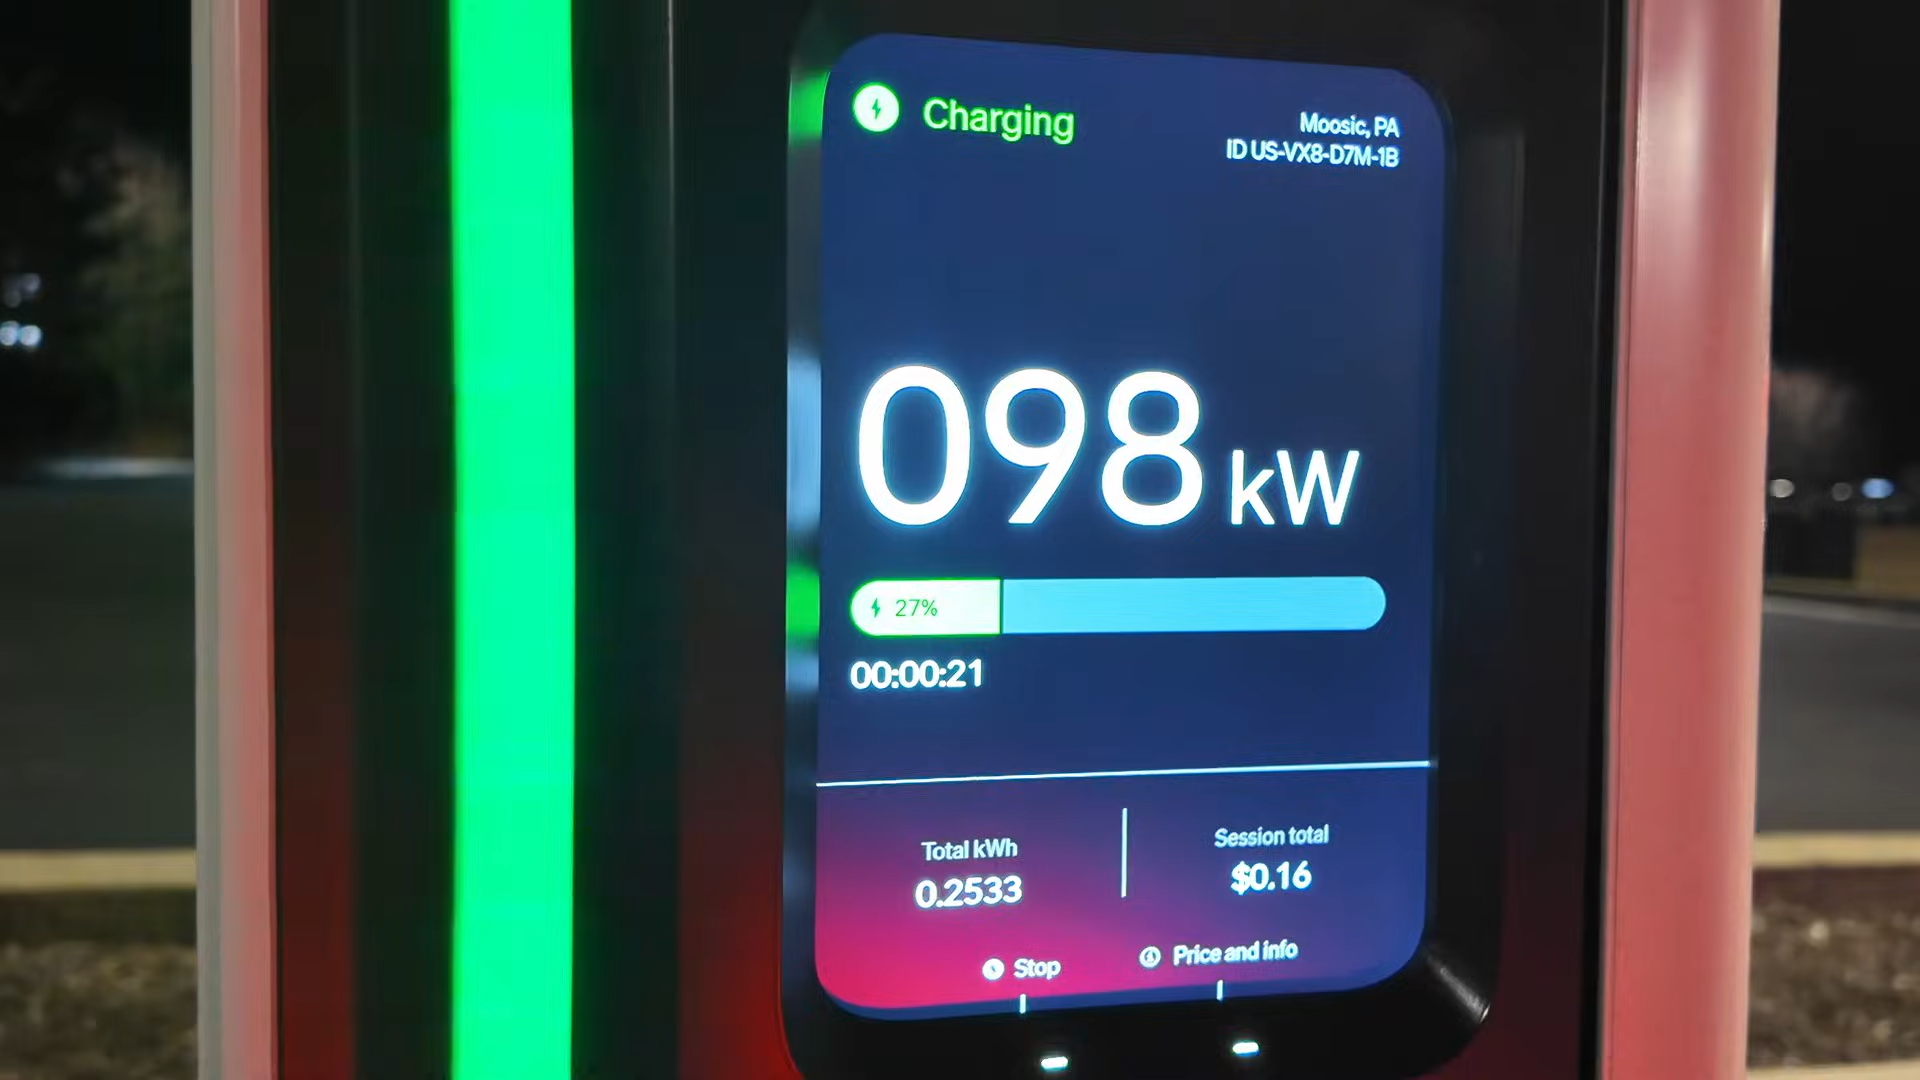 Charging
Moosic, PA
ID US-VX8-D7M-1B
098 kW
27%
00:00:21
Total kWh
0.2533
Session total
$0.16
Stop
Price and info